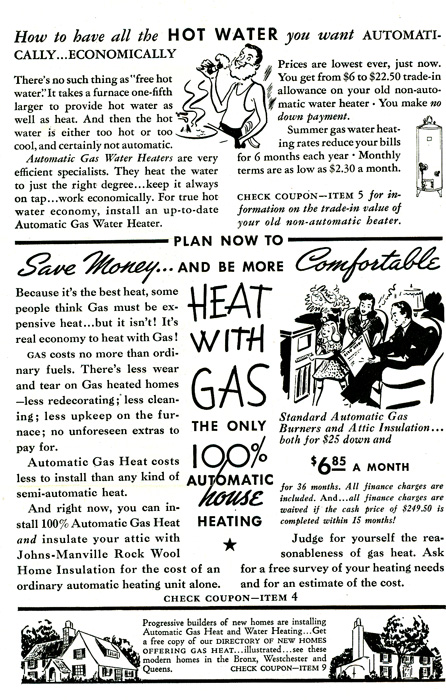 How to have all the HOT WATER you want AUTOMATI-
CALLY...ECONOMICALLY
There's no such thing as "free hot
water." It takes a furnace one-fifth
larger to provide hot water as
well as heat. And then the hot
water is either too hot or too
cool, and certainly not automatic.
Automatic Gas Water Heaters are very
efficient specialists. They heat the water
to just the right degree...keep it always
on tap...work economically. For true hot
water economy, install an up-to-date
Automatic Gas Water Heater.
Prices are lowest ever, just now.
You get from $6 to $22.50 trade-in
allowance on your old non-auto-
matic water heater · You make no
down payment.
Summer gas water heat-
ing rates reduce your bills
for 6 months each year · Monthly
terms are as low as $2.30 a month.
CHECK COUPON—ITEM 5 for in-
formation on the trade-in value of
your old non-automatic heater.
PLAN NOW TO
Save Money... AND BE MORE Comfortable
Because it's the best heat, some
people think Gas must be ex-
pensive heat...but it isn't! It's
real economy to heat with Gas!
GAS costs no more than ordi-
nary fuels. There's less wear
and tear on Gas heated homes
—less redecorating; less clean-
ing; less upkeep on the fur-
nace; no unforeseen extras to
pay for.
Automatic Gas Heat costs
less to install than any kind of
semi-automatic heat.
And right now, you can in-
stall 100% Automatic Gas Heat
and insulate your attic with
Johns-Manville Rock Wool
Home Insulation for the cost of an
ordinary automatic heating unit alone.
HEAT
WITH
GAS
THE ONLY
100%
AUTOMATIC
house
HEATING
Standard Automatic Gas
Burners and Attic Insulation...
both for $25 down and
$6.85 A MONTH
for 36 months. All finance charges are
included. And...all finance charges are
waived if the cash price of $249.50 is
completed within 15 months!
Judge for yourself the rea-
sonableness of gas heat. Ask
for a free survey of your heating needs
and for an estimate of the cost.
CHECK COUPON—ITEM 4
Progressive builders of new homes are installing
Automatic Gas Heat and Water Heating...Get
a free copy of our DIRECTORY OF NEW HOMES
OFFERING GAS HEAT...illustrated...see these
modern homes in the Bronx, Westchester and
Queens. CHECK COUPON—ITEM 9